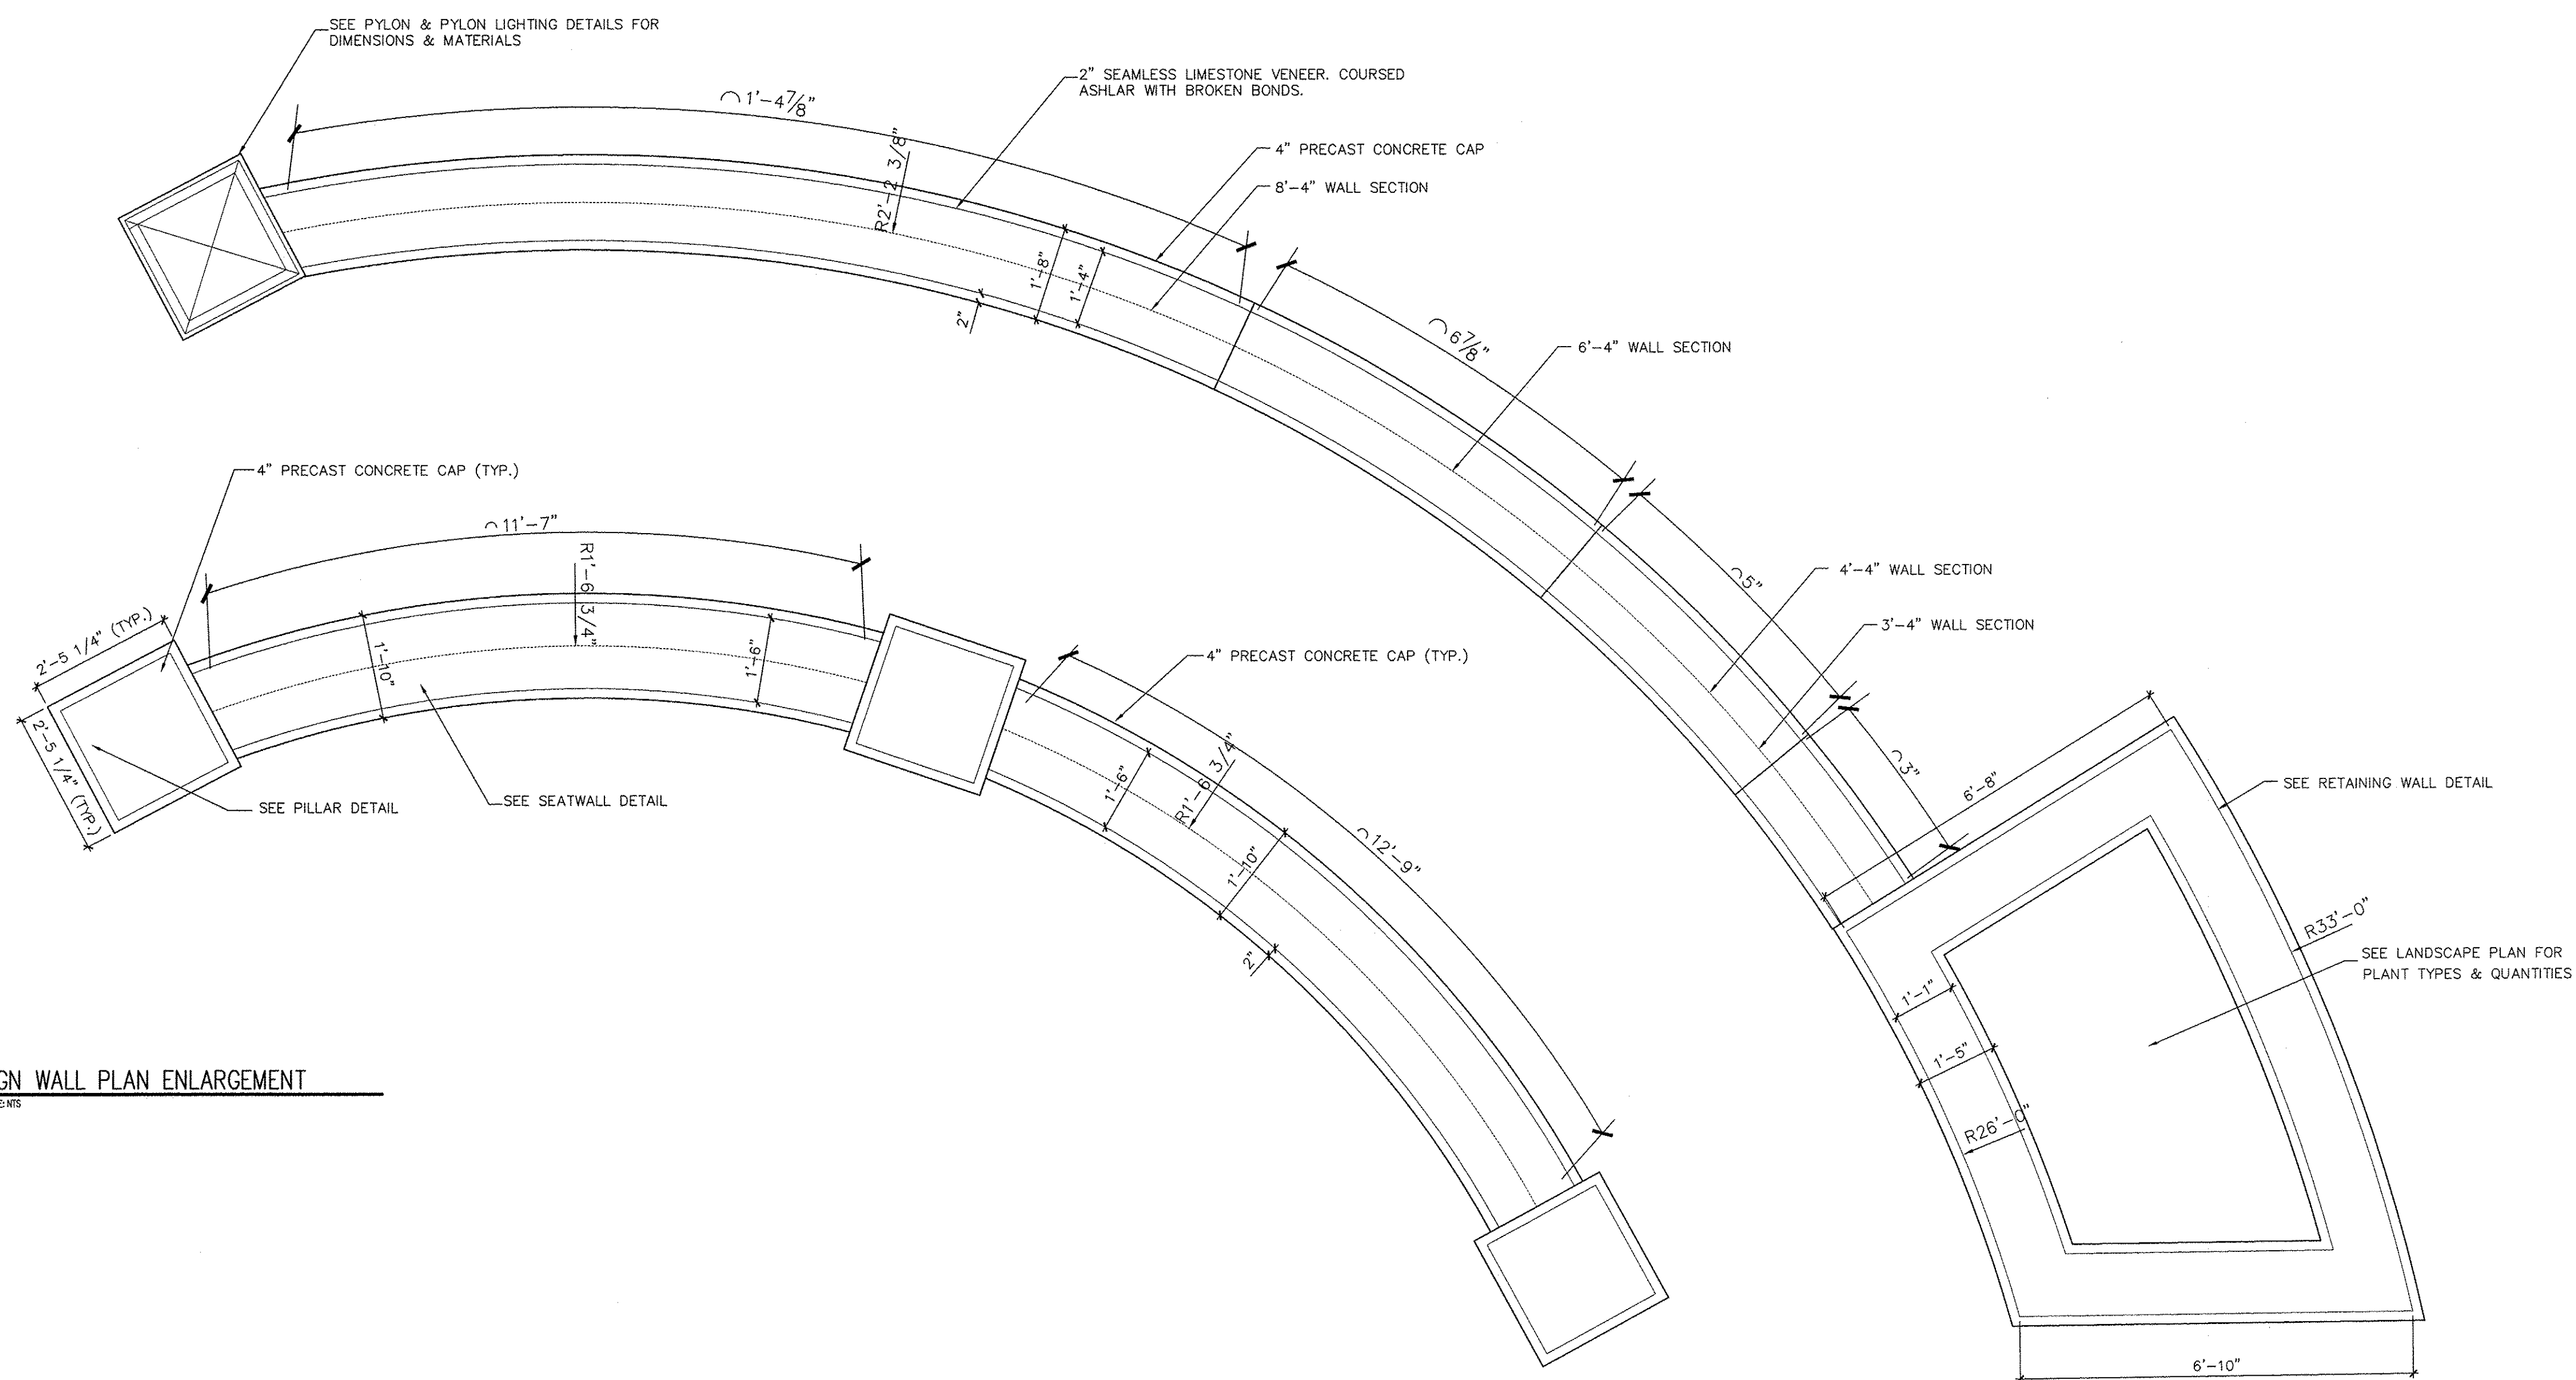 SEE PYLON & PYLON LIGHTING DETAILS FOR
DIMENSIONS & MATERIALS
2" SEAMLESS LIMESTONE VENEER. COURSED
ASHLAR WITH BROKEN BONDS.
1'-4 7/8"
R2'-2 3/8"
4" PRECAST CONCRETE CAP
8'-4" WALL SECTION
1'-8"
1'-4"
2"
6 7/8"
6'-4" WALL SECTION
4" PRECAST CONCRETE CAP (TYP.)
11'-7"
R1'-6 3/4"
5"
4'-4" WALL SECTION
3'-4" WALL SECTION
2'-5 1/4" (TYP.)
2'-5 1/4" (TYP.)
1'-10"
1'-9"
4" PRECAST CONCRETE CAP (TYP.)
SEE PILLAR DETAIL
SEE SEATWALL DETAIL
1'-6"
R1'-6 3/4"
1'-10"
12'-9"
2"
3"
6'-8"
SEE RETAINING WALL DETAIL
R33'-0"
SEE LANDSCAPE PLAN FOR
PLANT TYPES & QUANTITIES
1'-1"
1'-5"
R26'-0"
GN WALL PLAN ENLARGEMENT
E: NTS
6'-10"